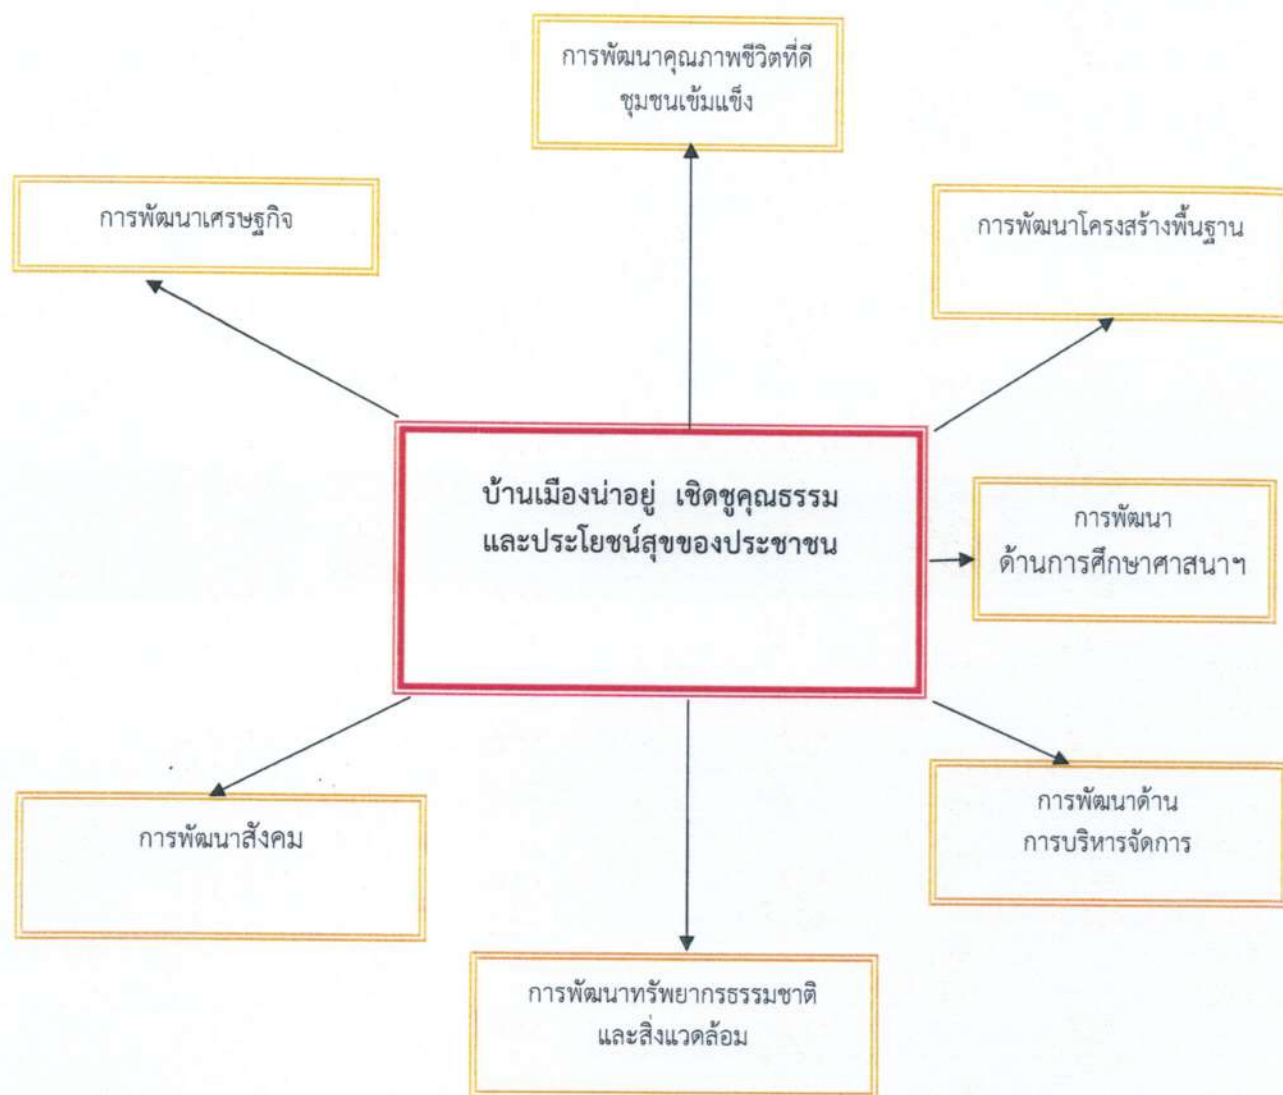 การพัฒนาคุณภาพชีวิตที่ดี
ชุมชนเข้มแข็ง
การพัฒนาเศรษฐกิจ
การพัฒนาโครงสร้างพื้นฐาน
บ้านเมืองน่าอยู่ เชิดชูคุณธรรม
และประโยชน์สุขของประชาชน
การพัฒนา
ด้านการศึกษาศาสนาฯ
การพัฒนาสังคม
การพัฒนาด้าน
การบริหารจัดการ
การพัฒนาทรัพยากรธรรมชาติ
และสิ่งแวดล้อม